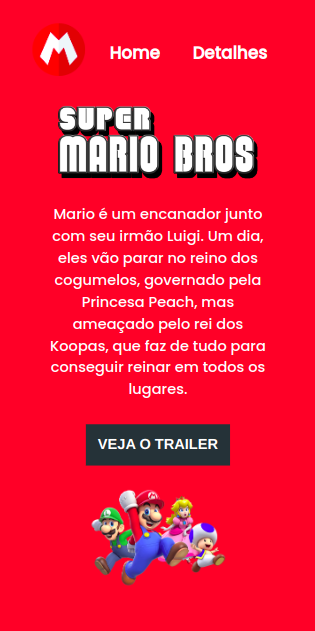 M
Home Detalhes
SUPER
MARIO BROS
Mario é um encanador junto
com seu irmão Luigi. Um dia,
eles vão parar no reino dos
cogumelos, governado pela
Princesa Peach, mas
ameaçado pelo rei dos
Koopas, que faz de tudo para
conseguir reinar em todos os
lugares.
VEJA O TRAILER